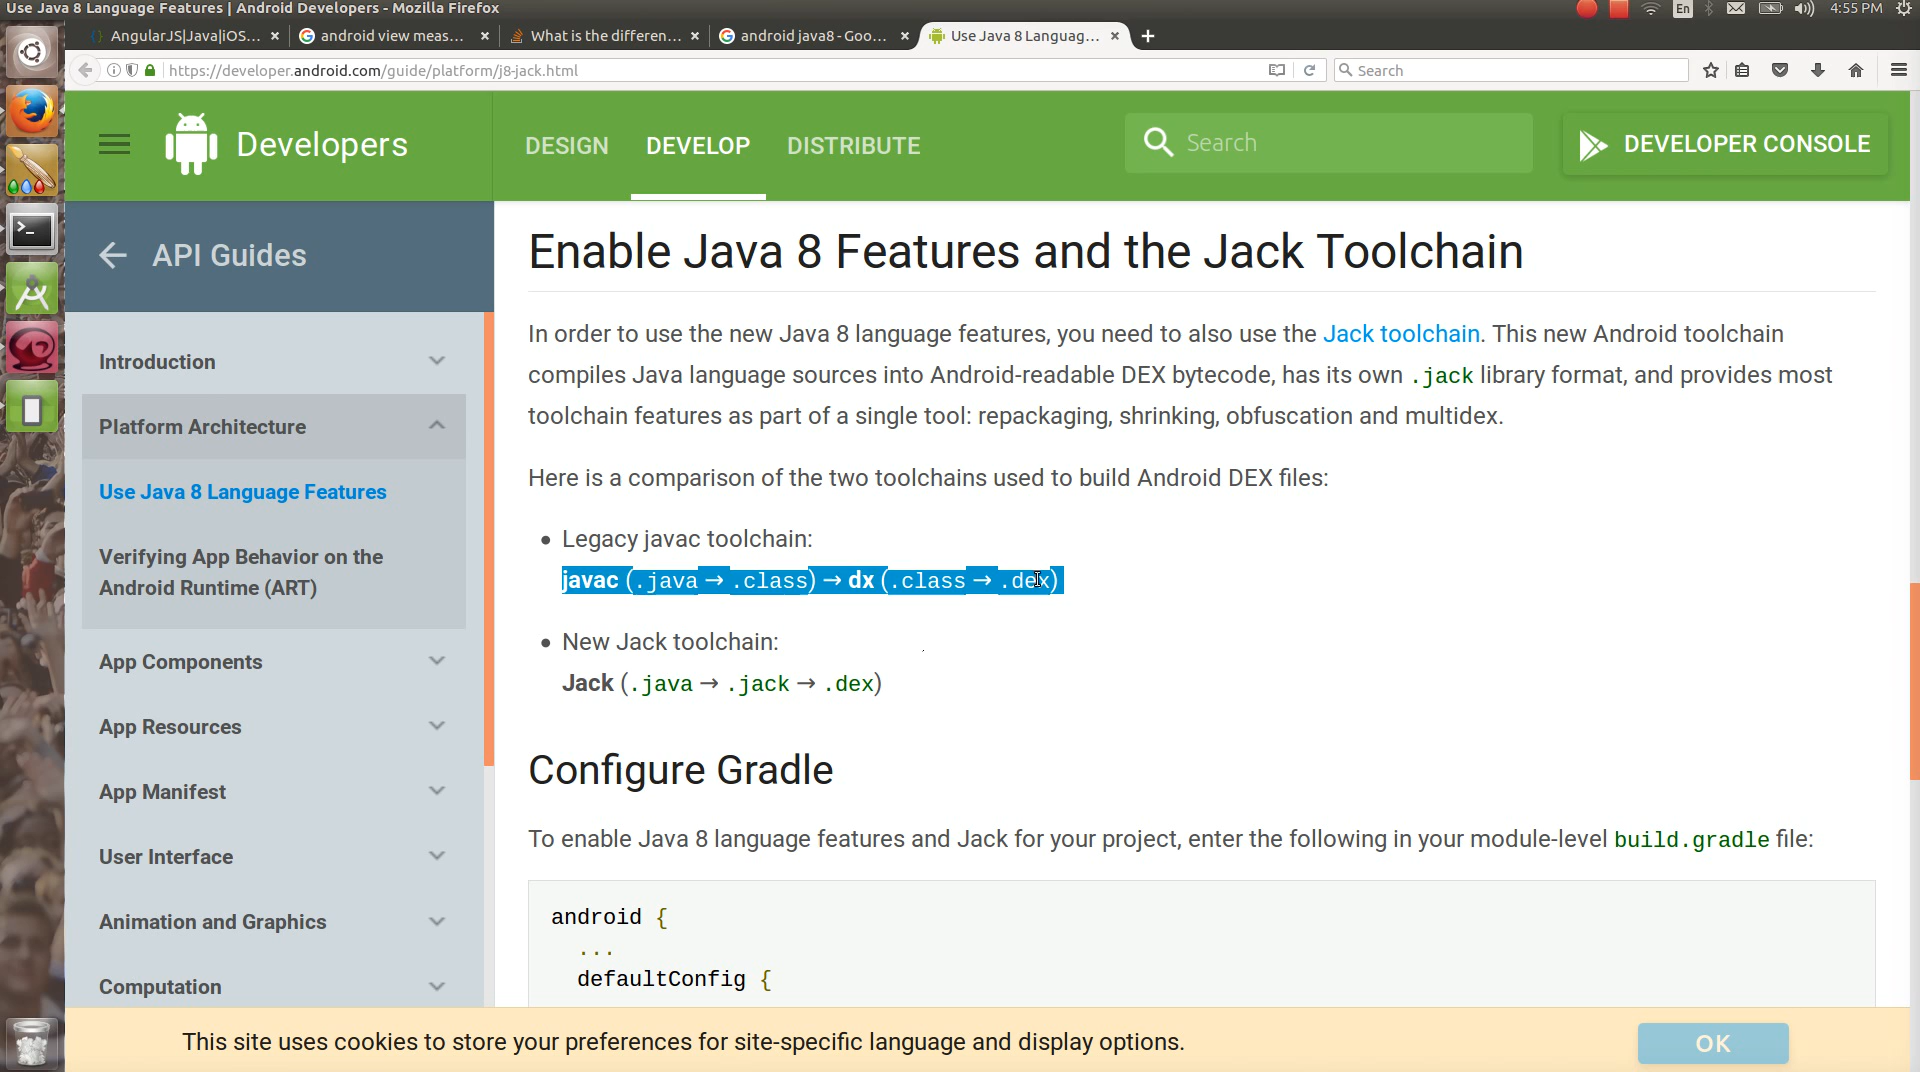 Use Java 8 Language Features | Android Developers - Mozilla Firefox
En
4:55 PM
AngularJS|Java|iOS...
android view meas...
What is the differen...
android java8 - Goo...
Use Java 8 Languag...
https://developer.android.com/guide/platform/j8-jack.html
Search
Developers
DESIGN
DEVELOP
DISTRIBUTE
Search
DEVELOPER CONSOLE
API Guides
Introduction
Platform Architecture
Use Java 8 Language Features
Verifying App Behavior on the
Android Runtime (ART)
App Components
App Resources
App Manifest
User Interface
Animation and Graphics
Computation
Enable Java 8 Features and the Jack Toolchain
In order to use the new Java 8 language features, you need to also use the Jack toolchain. This new Android toolchain
compiles Java language sources into Android-readable DEX bytecode, has its own .jack library format, and provides most
toolchain features as part of a single tool: repackaging, shrinking, obfuscation and multidex.
Here is a comparison of the two toolchains used to build Android DEX files:
• Legacy javac toolchain:
javac (.java → .class) → dx (.class → .dex)
• New Jack toolchain:
Jack (.java → .jack → .dex)
Configure Gradle
To enable Java 8 language features and Jack for your project, enter the following in your module-level build.gradle file:
android {
...
defaultConfig {
This site uses cookies to store your preferences for site-specific language and display options.
OK